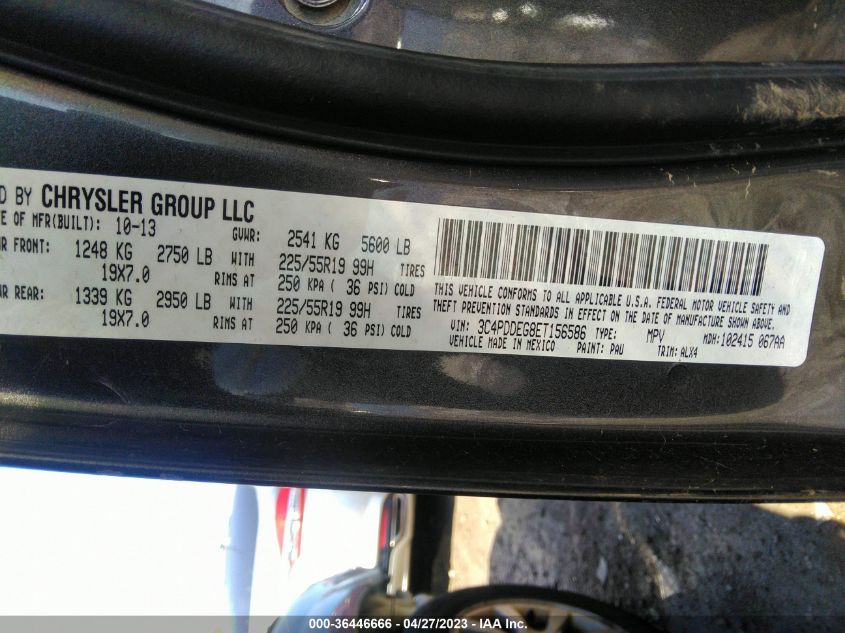 D BY CHRYSLER GROUP LLC
TE OF MFR(BUILT): 10-13 GVWR: 2541 KG 5600 LB
R FRONT: 1248 KG 2750 LB WITH 225/55R19 99H TIRES
19X7.0 RIMS AT 250 KPA ( 36 PSI) COLD
R REAR: 1339 KG 2950 LB WITH 225/55R19 99H TIRES
19X7.0 RIMS AT 250 KPA ( 36 PSI) COLD
THIS VEHICLE CONFORMS TO ALL APPLICABLE U.S.A. FEDERAL MOTOR VEHICLE SAFETY AND
THEFT PREVENTION STANDARDS IN EFFECT ON THE DATE OF MANUFACTURE SHOWN ABOVE.
VIN: 3C4PDDEG8ET156586 TYPE: MPV MDH:102415 067AA
VEHICLE MADE IN MEXICO PAINT: PAU TRIM: ALX4
000-36446666 - 04/27/2023 - IAA Inc.